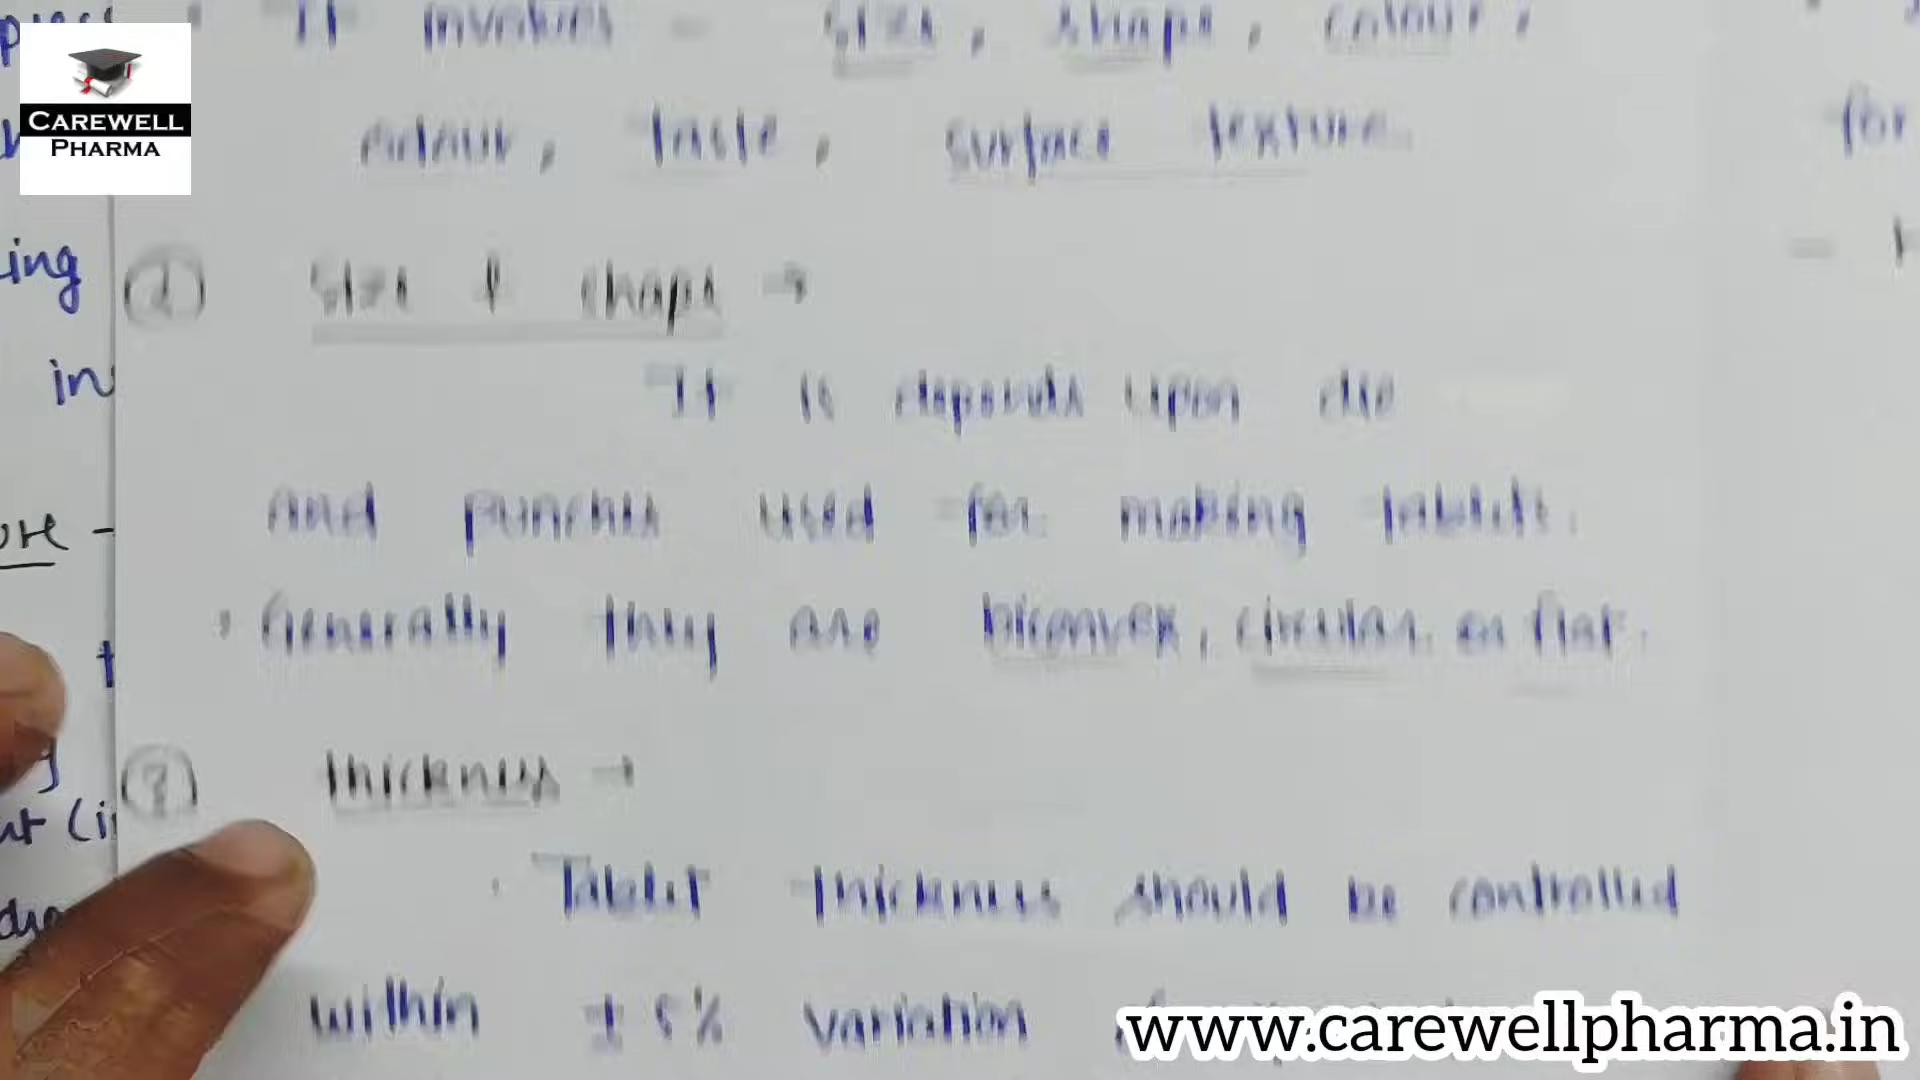 It involves - size, shape, colour,
CAREWELL
PHARMA
odour, taste, surface texture.
for
ing
② size & shape →
in
It is depends upon die
and punches used for making tablets.
• Generally they are biconvex, circular or flat.
③ thickness →
• Tablet thickness should be controlled
within ± 5% variation
www.carewellpharma.in